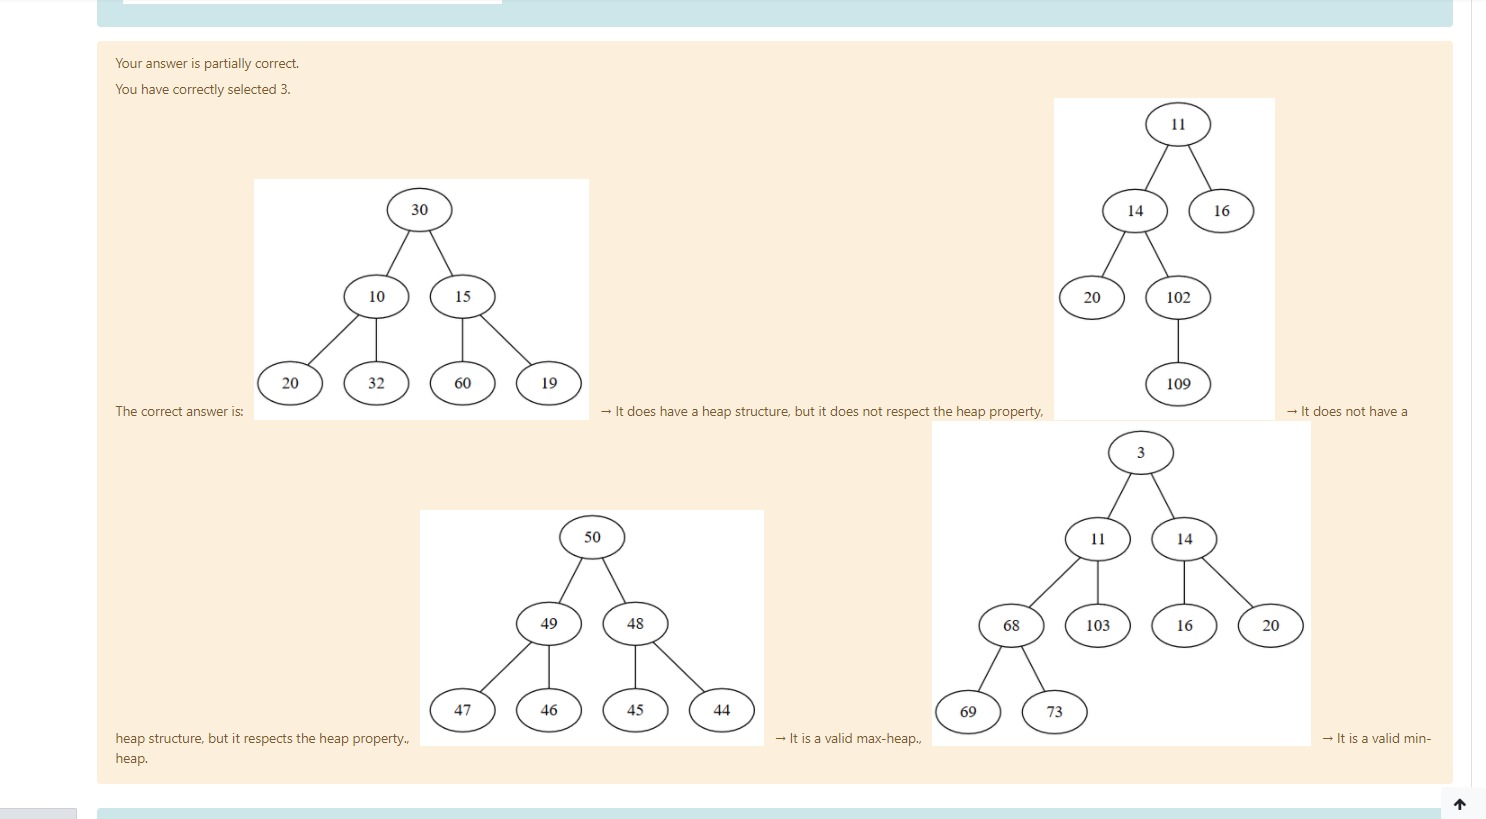 Your answer is partially correct.
You have correctly selected 3.
The correct answer is:
30
10 15
20 32 60 19
→ It does have a heap structure, but it does not respect the heap property,
11
14 16
20 102
109
→ It does not have a
heap structure, but it respects the heap property.,
50
49 48
47 46 45 44
→ It is a valid max-heap.,
3
11 14
68 103 16 20
69 73
→ It is a valid min-
heap.